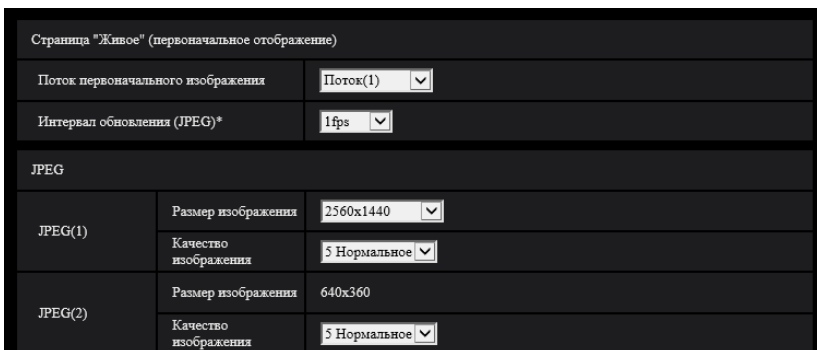 Страница "Живое" (первоначальное отображение)
Поток первоначального изображения Поток(1)
Интервал обновления (JPEG)* 1fps
JPEG
JPEG(1)
Размер изображения 2560x1440
Качество
изображения 5 Нормальное
JPEG(2)
Размер изображения 640x360
Качество
изображения 5 Нормальное